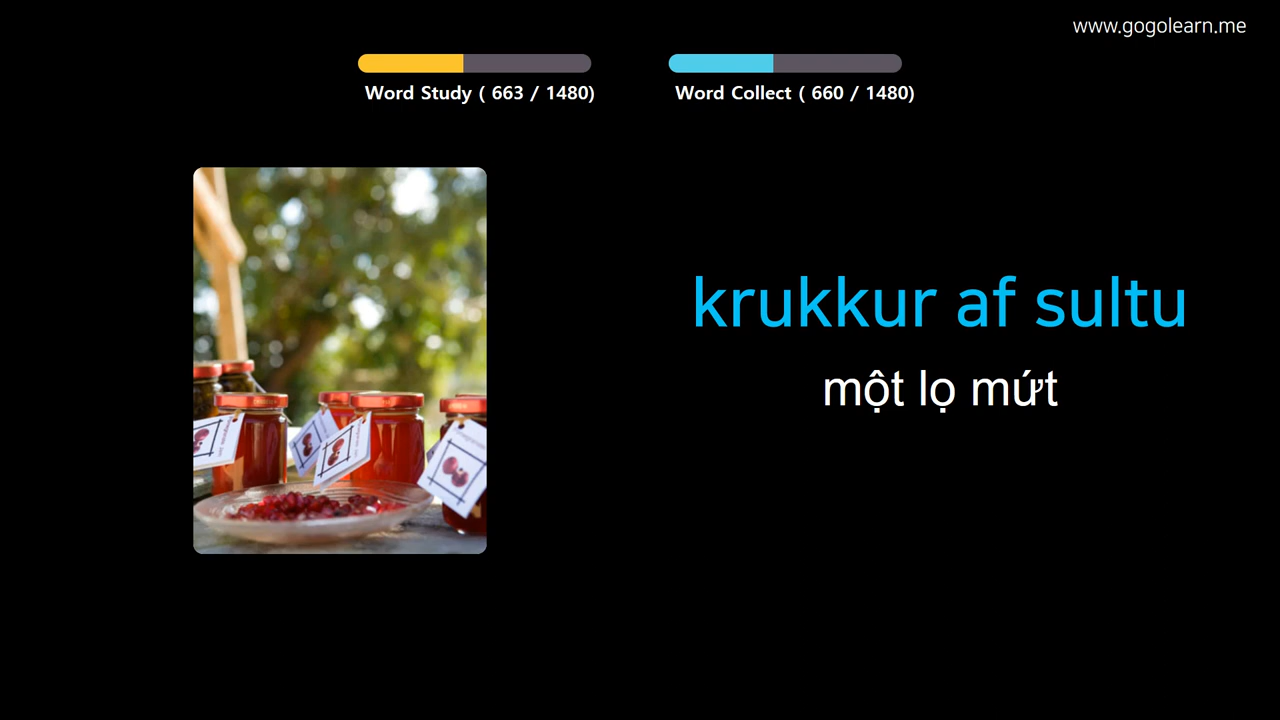 www.gogolearn.me
Word Study ( 663 / 1480)
Word Collect ( 660 / 1480)
krukkur af sultu
một lọ mứt